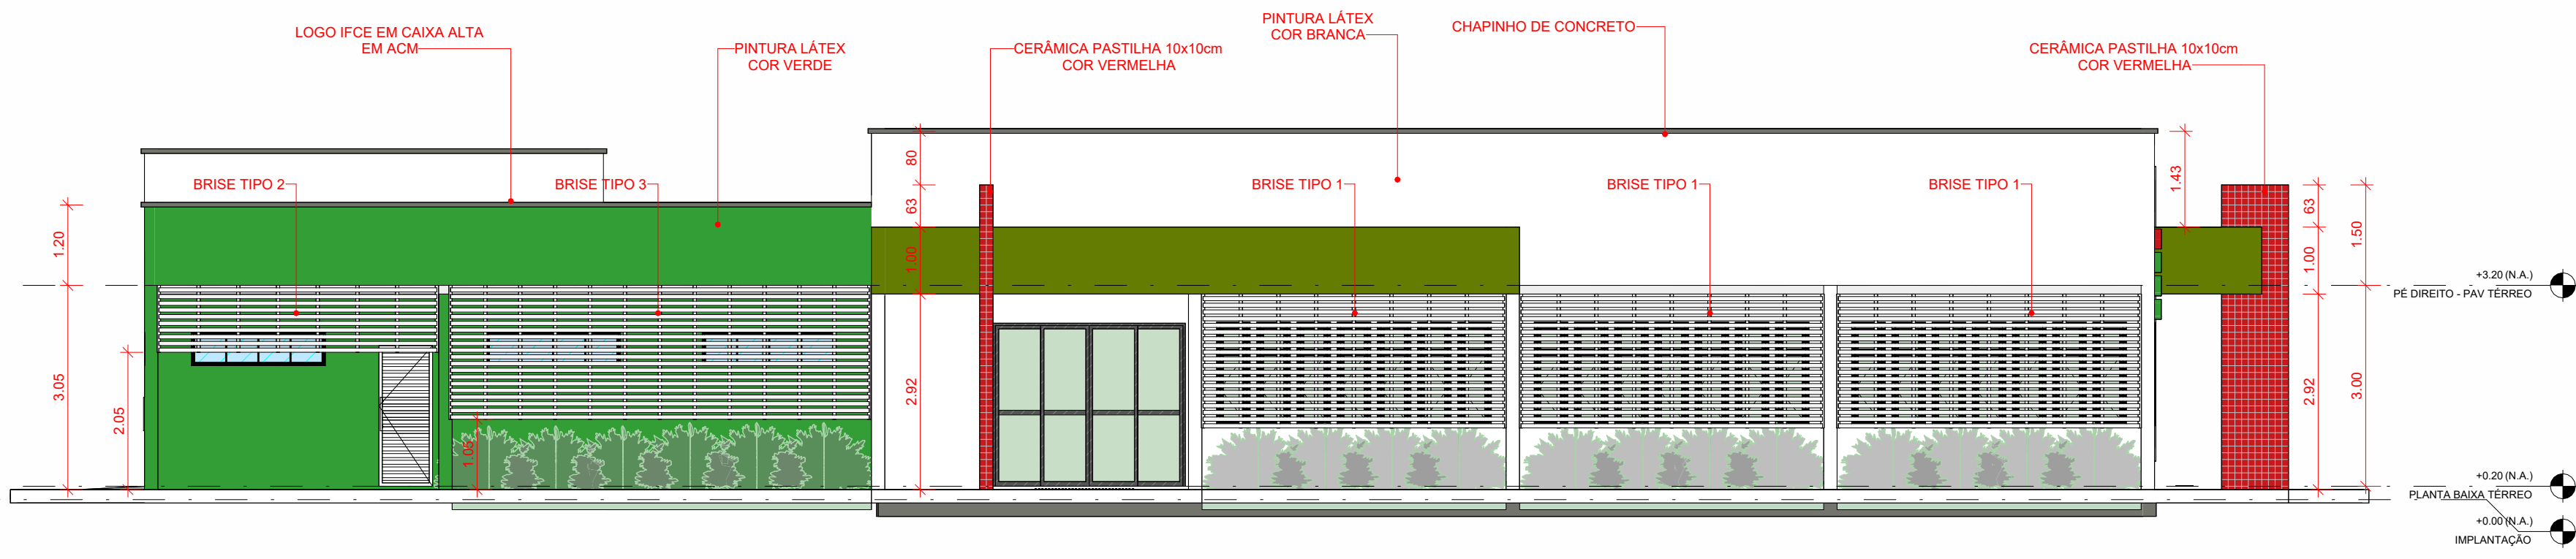 LOGO IFCE EM CAIXA ALTA
EM ACM
PINTURA LÁTEX
COR VERDE
CERÂMICA PASTILHA 10x10cm
COR VERMELHA
PINTURA LÁTEX
COR BRANCA
CHAPINHO DE CONCRETO
CERÂMICA PASTILHA 10x10cm
COR VERMELHA
BRISE TIPO 2
BRISE TIPO 3
BRISE TIPO 1
BRISE TIPO 1
BRISE TIPO 1
1.20
3.05
2.05
1.05
80
63
1.00
2.92
1.43
63
1.00
2.92
1.50
3.00
+3.20 (N.A.)
PÉ DIREITO - PAV TÉRREO
+0.20 (N.A.)
PLANTA BAIXA TÉRREO
+0.00 (N.A.)
IMPLANTAÇÃO